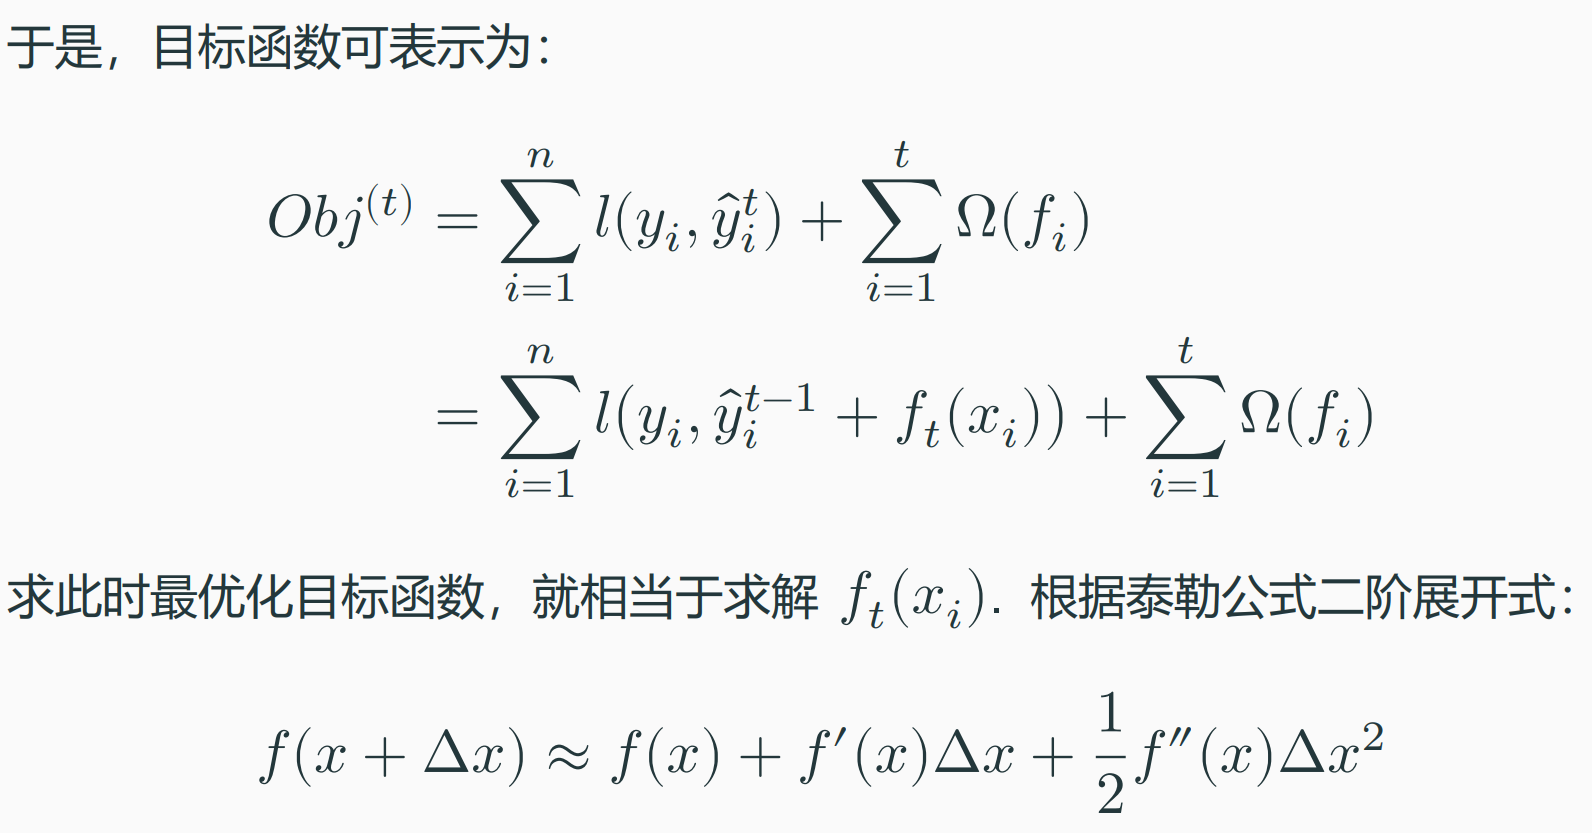 于是，目标函数可表示为：
$Obj^{(t)} = \sum_{i=1}^{n} l(y_i, \hat{y}_i^t) + \sum_{i=1}^{t} \Omega(f_i)$
$= \sum_{i=1}^{n} l(y_i, \hat{y}_i^{t-1} + f_t(x_i)) + \sum_{i=1}^{t} \Omega(f_i)$
求此时最优化目标函数，就相当于求解 $f_t(x_i)$. 根据泰勒公式二阶展开式：
$f(x + \Delta x) \approx f(x) + f'(x)\Delta x + \frac{1}{2} f''(x)\Delta x^2$